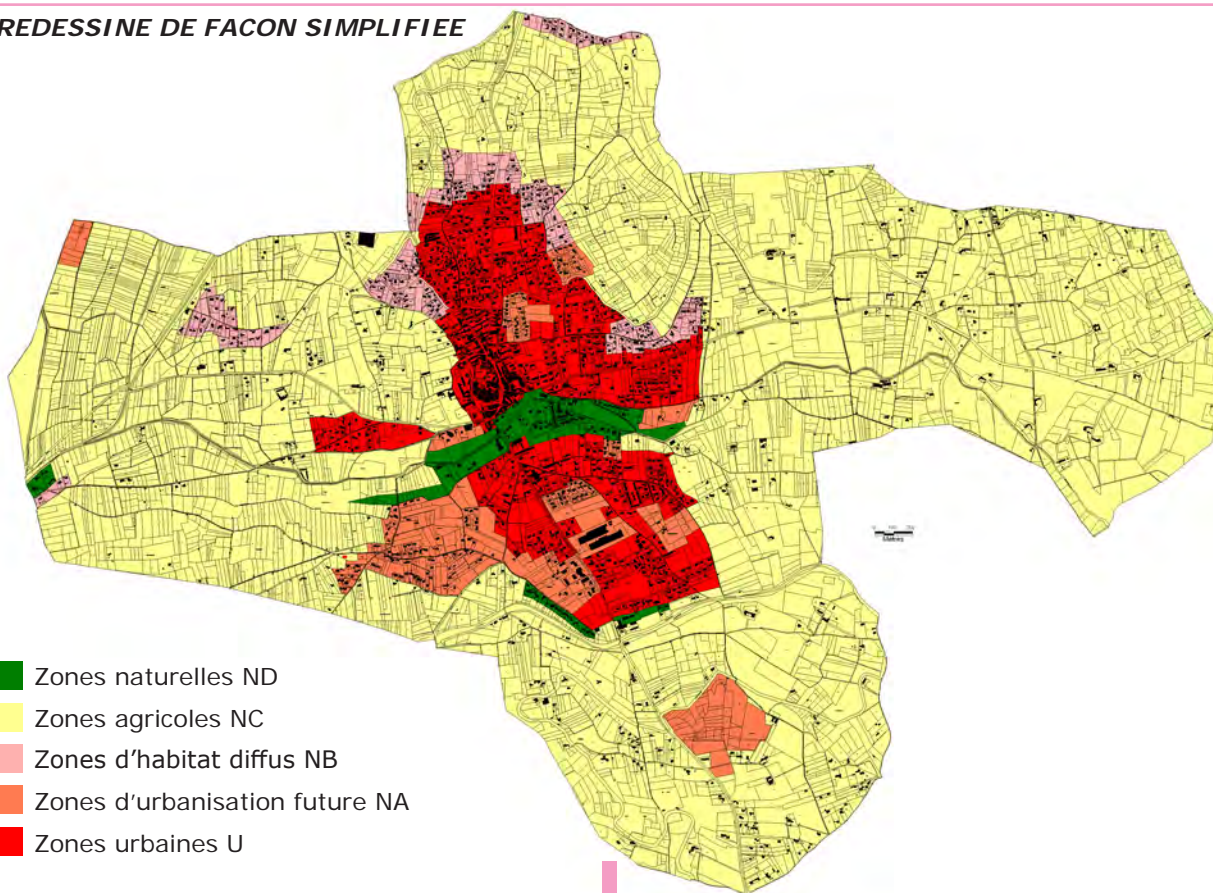 REDESSINE DE FACON SIMPLIFIEE
Zones naturelles ND
Zones agricoles NC
Zones d'habitat diffus NB
Zones d'urbanisation future NA
Zones urbaines U